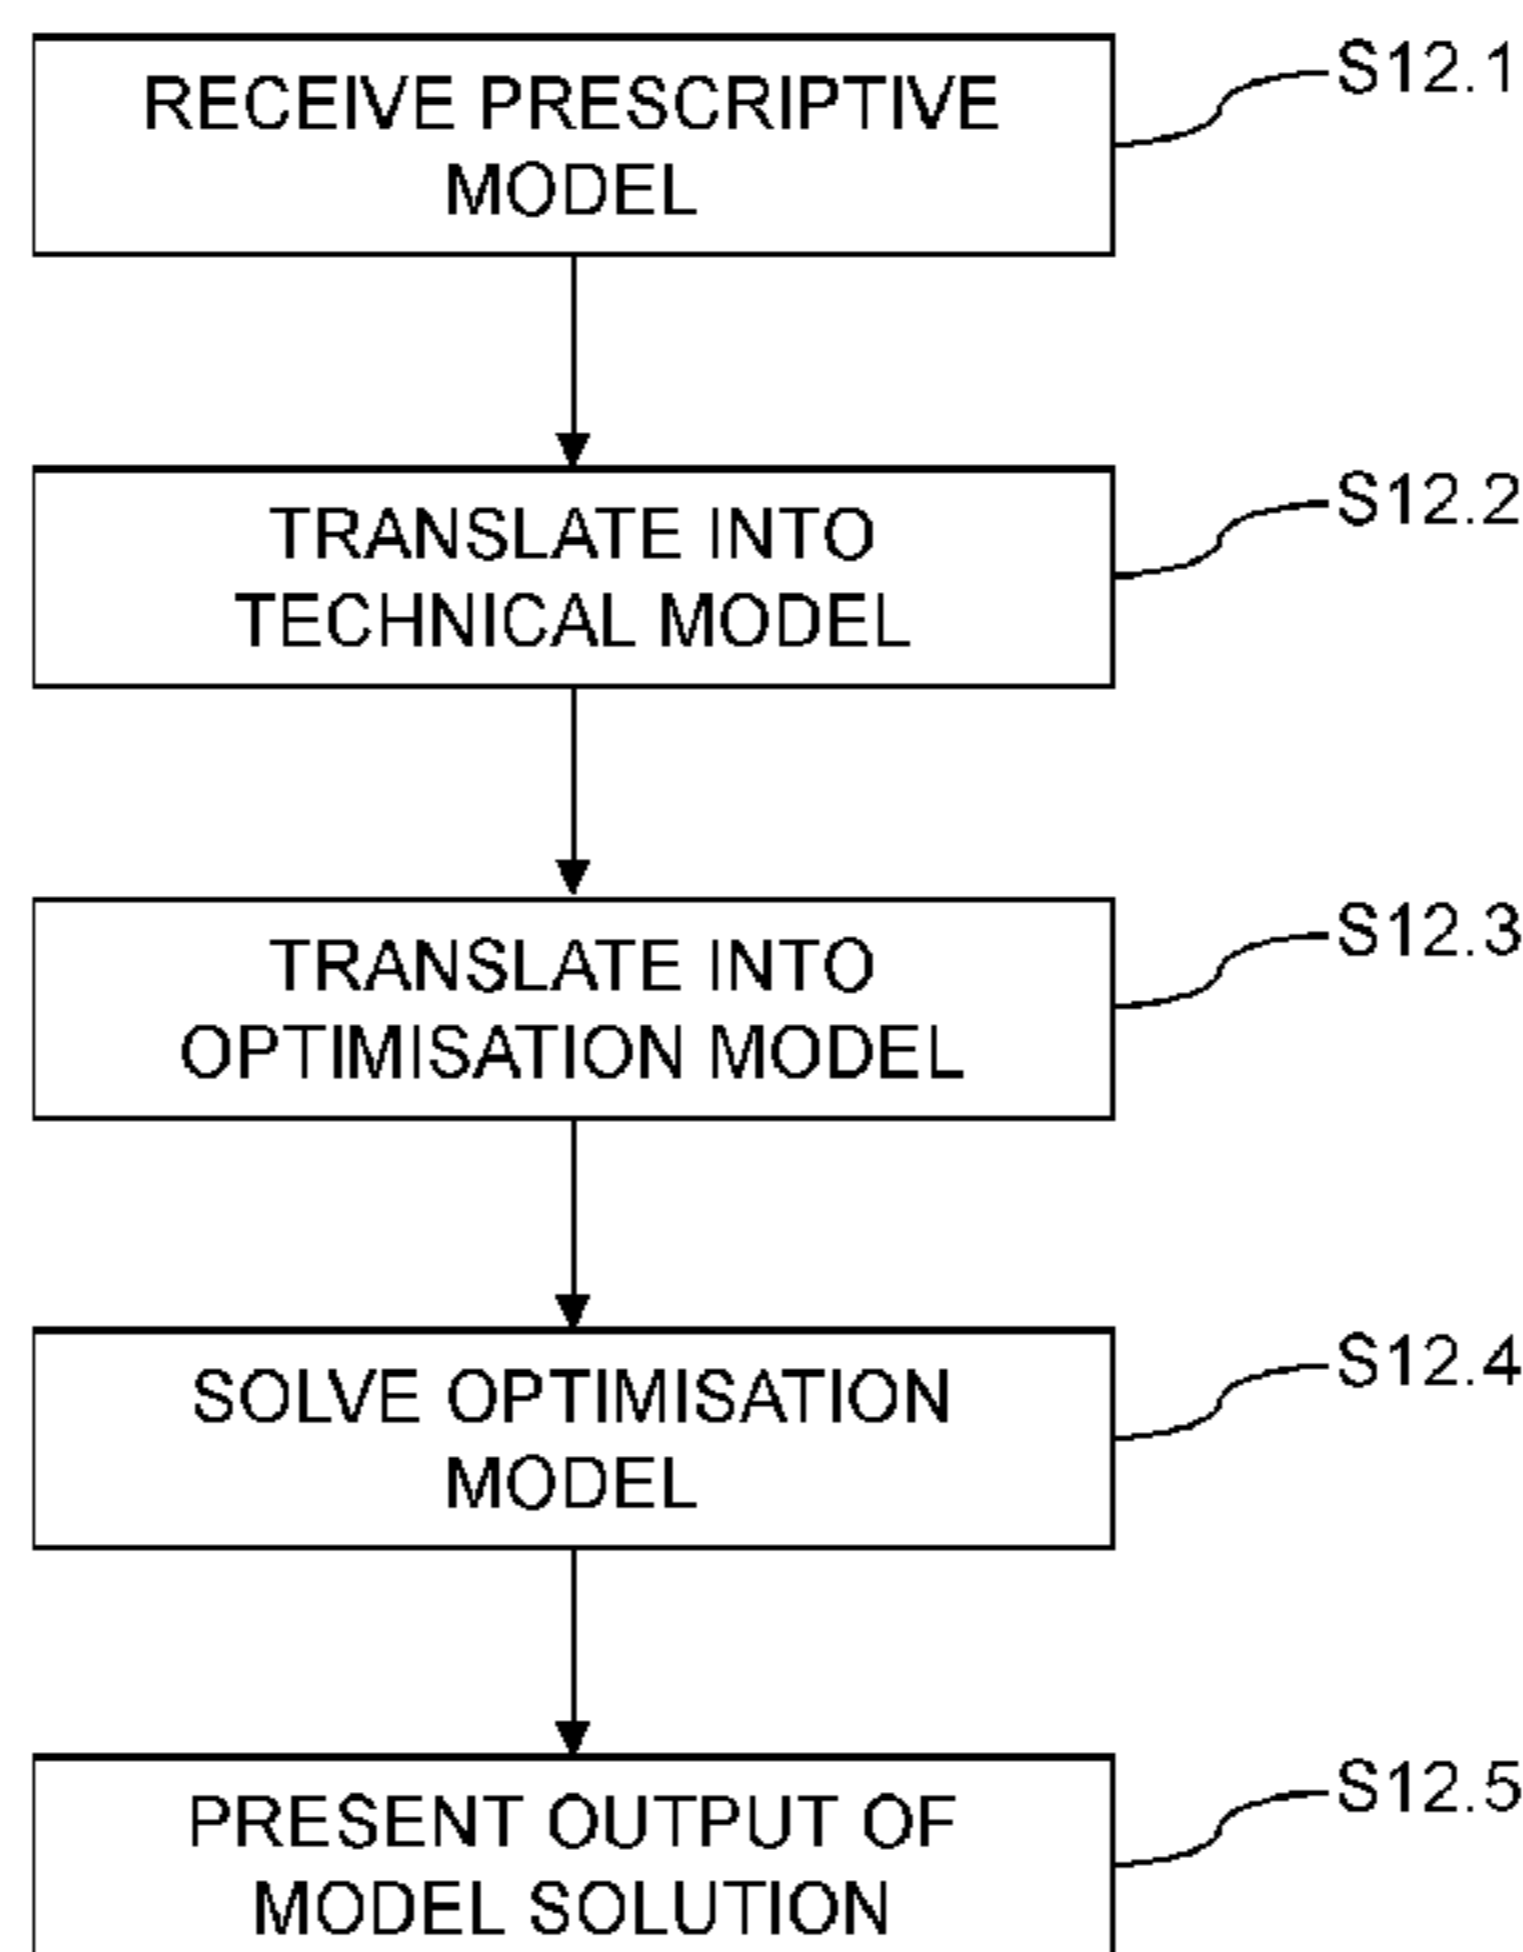 RECEIVE PRESCRIPTIVE
MODEL
S12.1
TRANSLATE INTO
TECHNICAL MODEL
S12.2
TRANSLATE INTO
OPTIMISATION MODEL
S12.3
SOLVE OPTIMISATION
MODEL
S12.4
PRESENT OUTPUT OF
MODEL SOLUTION
S12.5